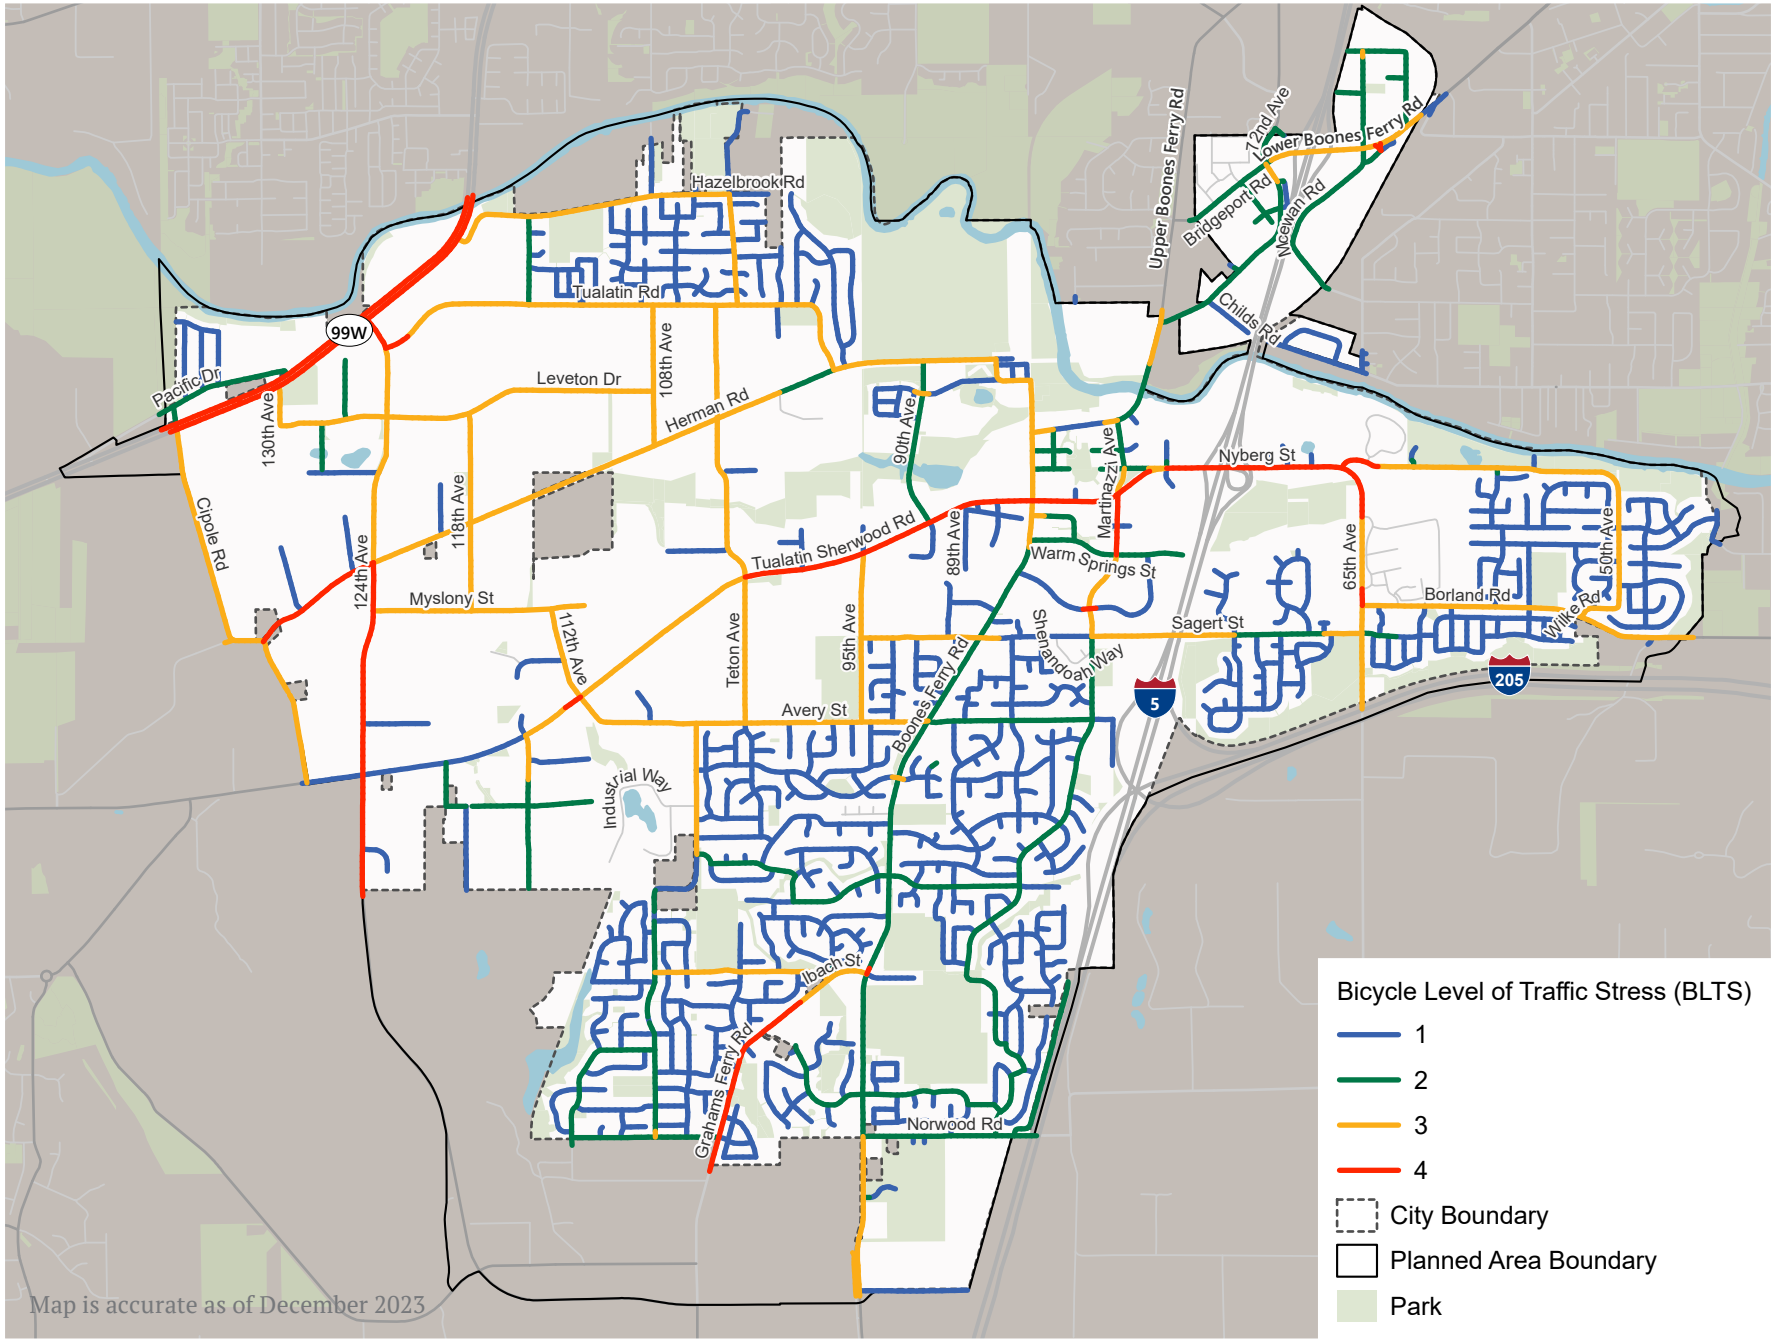 Upper Boones Ferry Rd
72nd Ave
Lower Boones Ferry Rd
Bridgeport Rd
Mcewan Rd
Childs Rd
Hazelbrook Rd
Tualatin Rd
99W
Pacific Dr
130th Ave
Leveton Dr
108th Ave
Herman Rd
90th Ave
Martinazzi Ave
Nyberg St
Cipole Rd
118th Ave
124th Ave
Tualatin Sherwood Rd
89th Ave
Warm Springs St
65th Ave
50th Ave
Borland Rd
Wilke Rd
Myslony St
112th Ave
Teton Ave
95th Ave
Shenandoah Way
Sagert St
5
205
Avery St
Boones Ferry Rd
Industrial Way
Ibach St
Grahams Ferry Rd
Norwood Rd
Bicycle Level of Traffic Stress (BLTS)
1
2
3
4
City Boundary
Planned Area Boundary
Park
Map is accurate as of December 2023